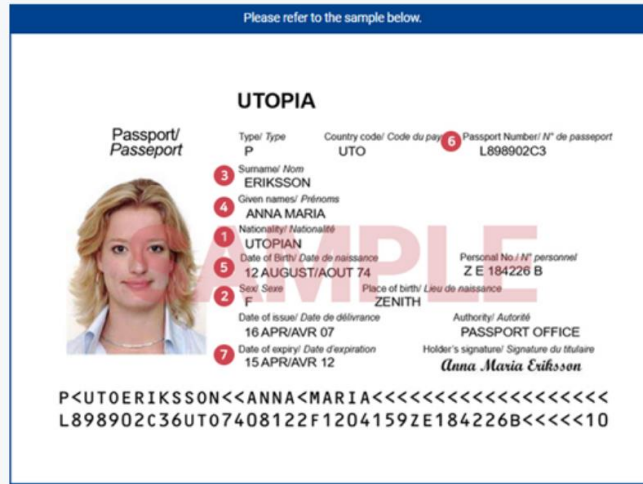 Please refer to the sample below.
UTOPIA
Passport/
Passeport
Type/ Type
P
Country code/ Code du pay
UTO
6
Passport Number/ N° de passeport
L898902C3
3
Surname/ Nom
ERIKSSON
4
Given names/ Prénoms
ANNA MARIA
1
Nationality/ Nationalité
UTOPIAN
5
Date of Birth/ Date de naissance
12 AUGUST/AOUT 74
Personal No./ N° personnel
Z E 184226 B
2
Sex/ Sexe
F
Place of birth/ Lieu de naissance
ZENITH
Date of issue/ Date de délivrance
16 APR/AVR 07
Authority/ Autorité
PASSPORT OFFICE
7
Date of expiry/ Date d'expiration
15 APR/AVR 12
Holder's signature/ Signature du titulaire
Anna Maria Eriksson
SAMPLE
P<UTOERIKSSON<<ANNA<MARIA<<<<<<<<<<<<<<<<<<<
L898902C36UTO7408122F1204159ZE184226B<<<<<10